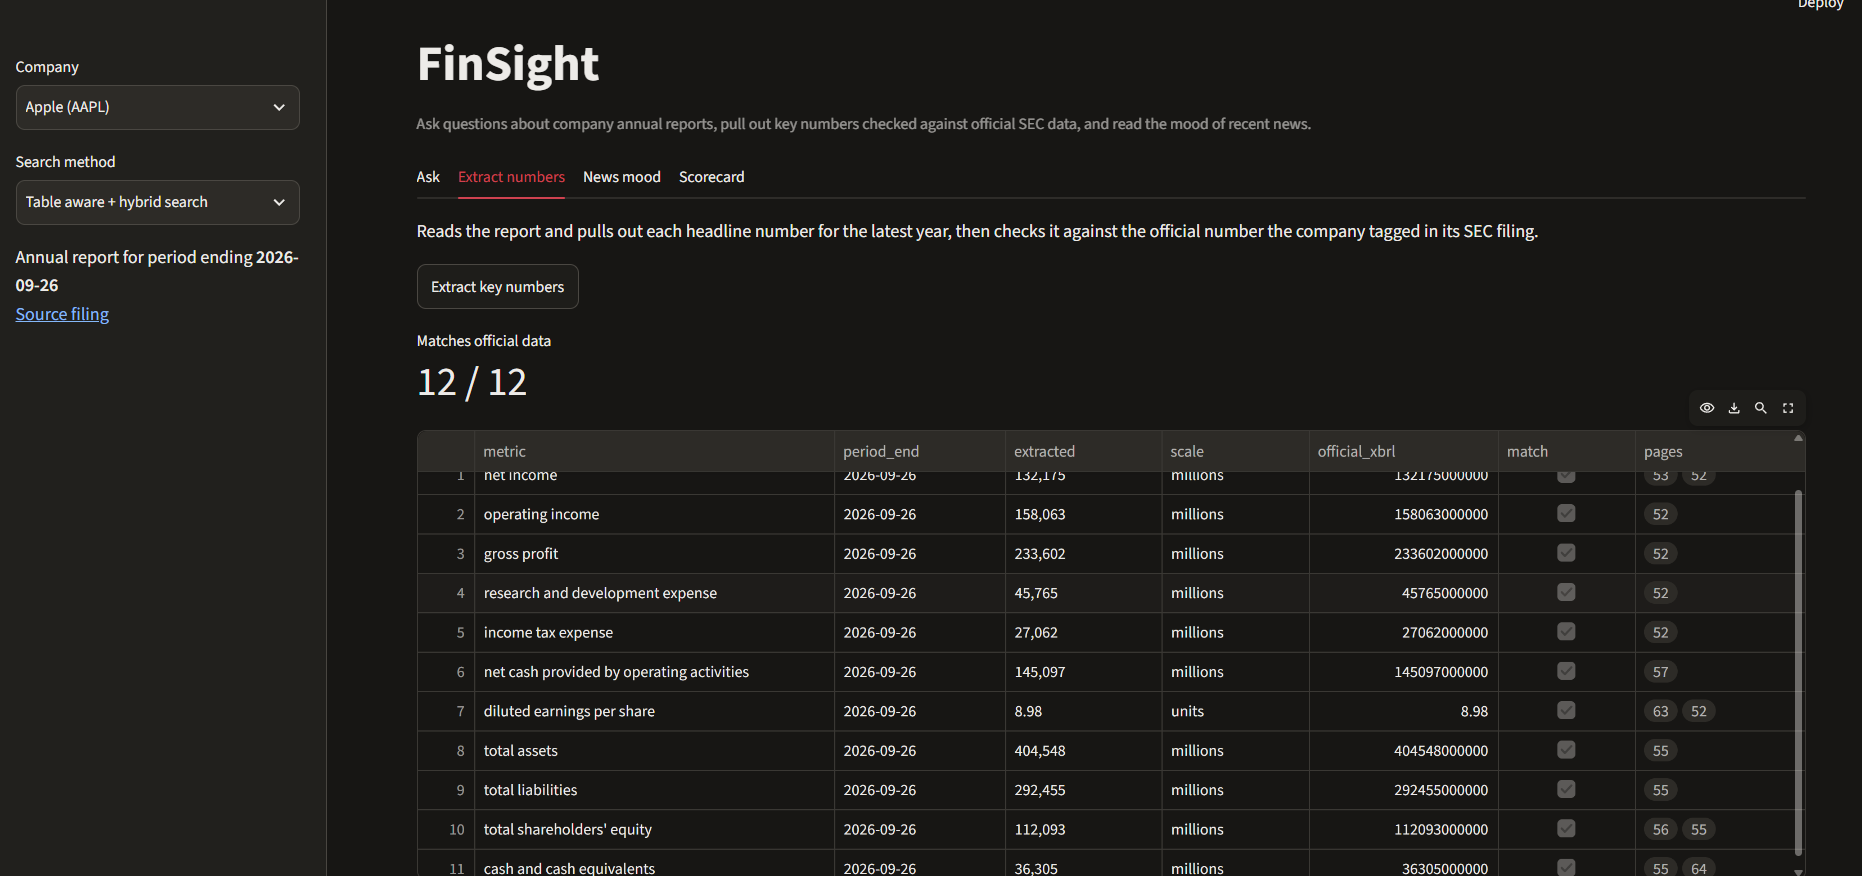 Deploy
Company
Apple (AAPL)
Search method
Table aware + hybrid search
Annual report for period ending 2026-
09-26
Source filing
FinSight
Ask questions about company annual reports, pull out key numbers checked against official SEC data, and read the mood of recent news.
Ask Extract numbers News mood Scorecard
Reads the report and pulls out each headline number for the latest year, then checks it against the official number the company tagged in its SEC filing.
Extract key numbers
Matches official data
12 / 12
metric period_end extracted scale official_xbrl match pages
1 net income 2026-09-26 132,175 millions 132175000000 53 52
2 operating income 2026-09-26 158,063 millions 158063000000 52
3 gross profit 2026-09-26 233,602 millions 233602000000 52
4 research and development expense 2026-09-26 45,765 millions 45765000000 52
5 income tax expense 2026-09-26 27,062 millions 27062000000 52
6 net cash provided by operating activities 2026-09-26 145,097 millions 145097000000 57
7 diluted earnings per share 2026-09-26 8.98 units 8.98 63 52
8 total assets 2026-09-26 404,548 millions 404548000000 55
9 total liabilities 2026-09-26 292,455 millions 292455000000 55
10 total shareholders' equity 2026-09-26 112,093 millions 112093000000 56 55
11 cash and cash equivalents 2026-09-26 36,305 millions 36305000000 55 64